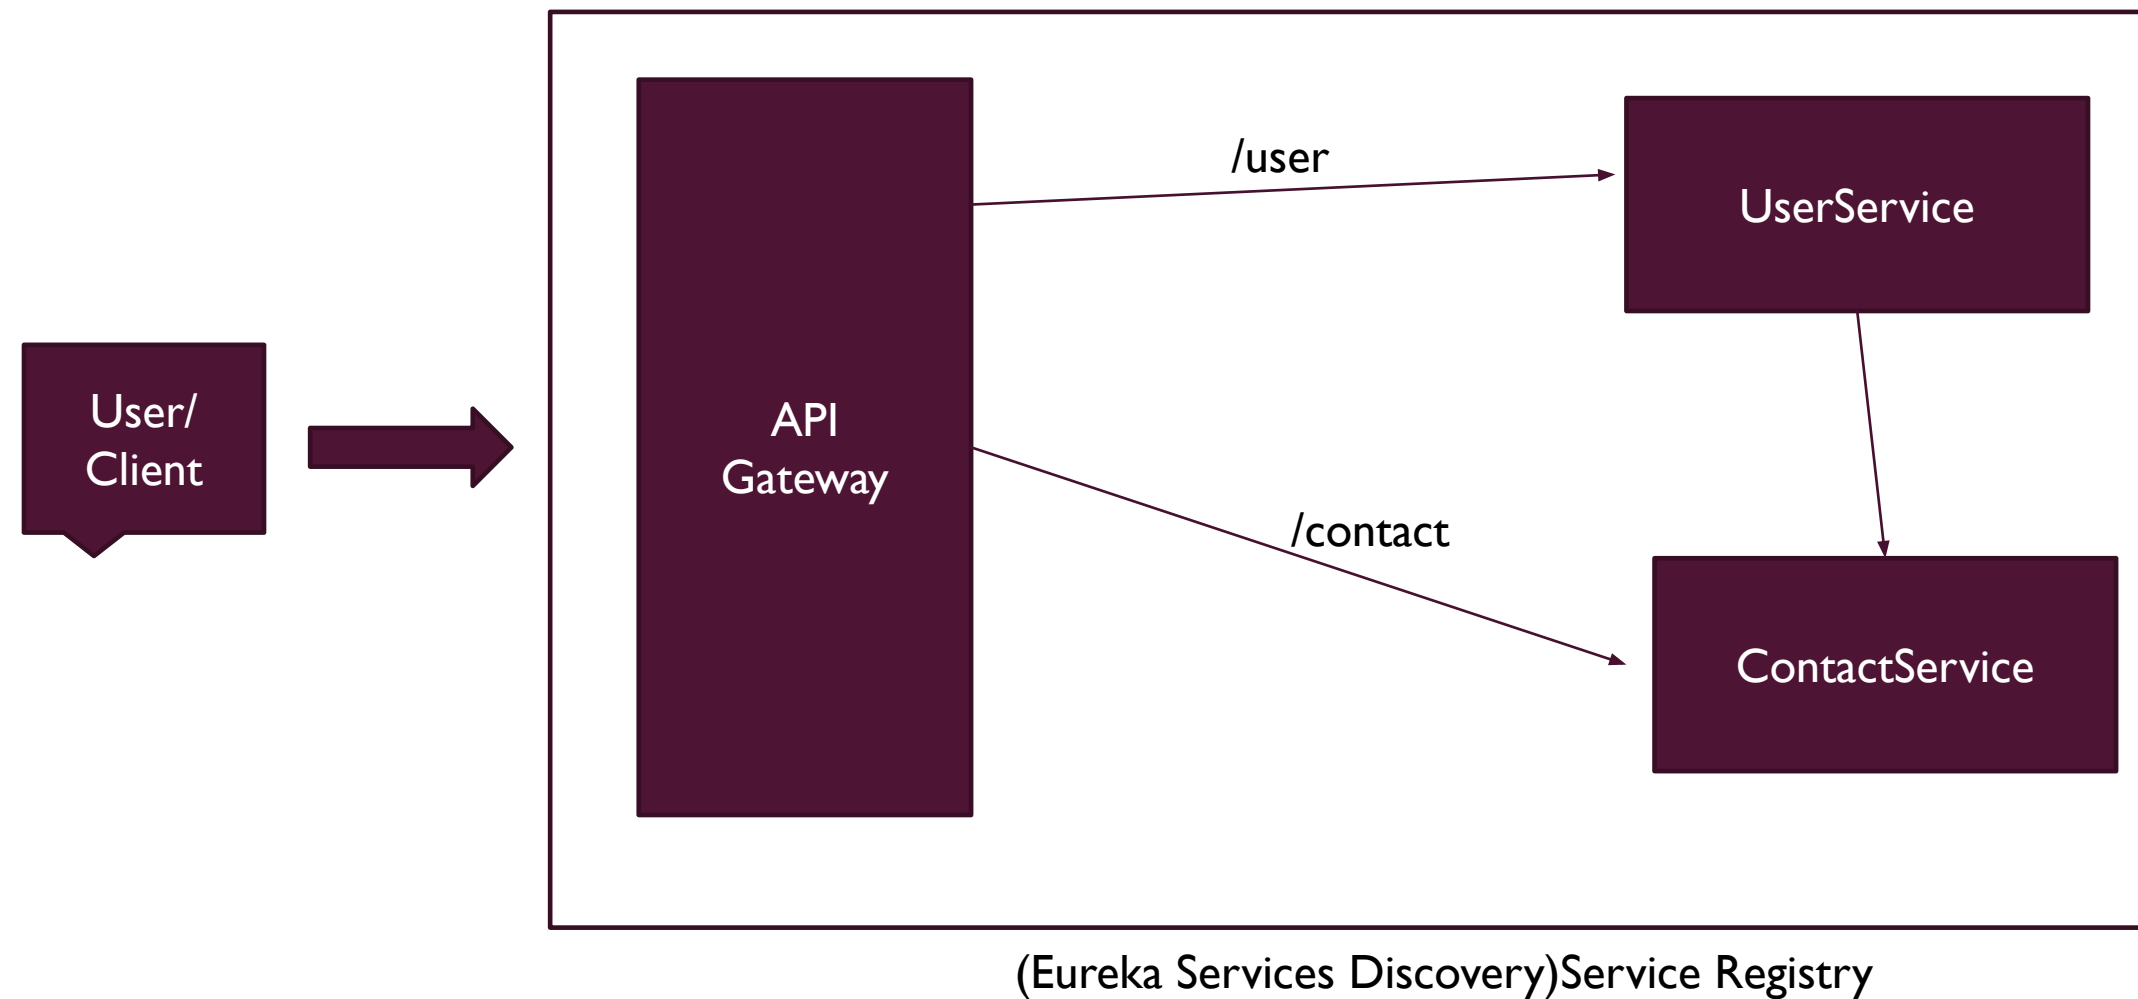 User/
Client
API
Gateway
/user
/contact
UserService
ContactService
(Eureka Services Discovery)Service Registry